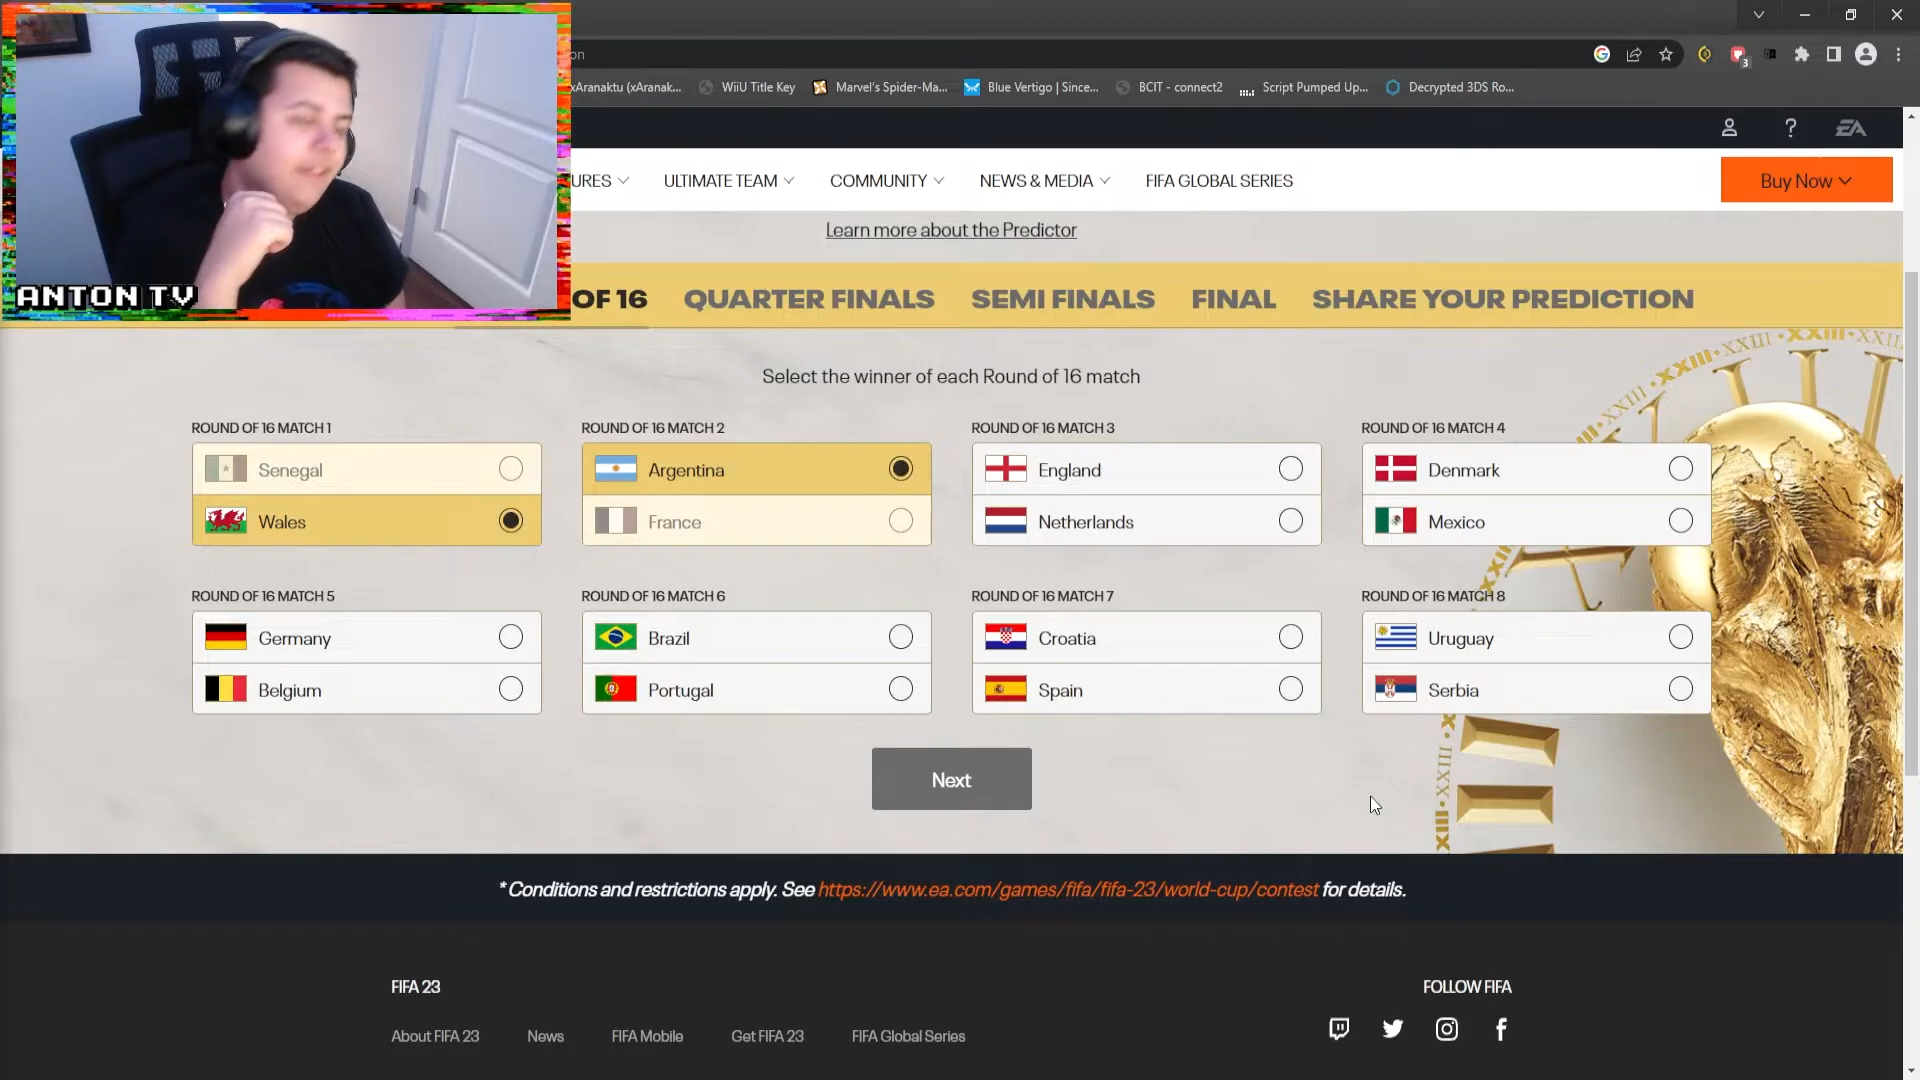 on
xAranaktu (xAranak...
WiiU Title Key
Marvel's Spider-Ma...
Blue Vertigo | Since...
BCIT - connect2
Script Pumped Up...
Decrypted 3DS Ro...
3
EA
URES
ULTIMATE TEAM
COMMUNITY
NEWS & MEDIA
FIFA GLOBAL SERIES
Buy Now
Learn more about the Predictor
ANTON TV
OF 16
QUARTER FINALS
SEMI FINALS
FINAL
SHARE YOUR PREDICTION
Select the winner of each Round of 16 match
ROUND OF 16 MATCH 1
Senegal
Wales
ROUND OF 16 MATCH 2
Argentina
France
ROUND OF 16 MATCH 3
England
Netherlands
ROUND OF 16 MATCH 4
Denmark
Mexico
ROUND OF 16 MATCH 5
Germany
Belgium
ROUND OF 16 MATCH 6
Brazil
Portugal
ROUND OF 16 MATCH 7
Croatia
Spain
ROUND OF 16 MATCH 8
Uruguay
Serbia
Next
* Conditions and restrictions apply. See https://www.ea.com/games/fifa/fifa-23/world-cup/contest for details.
FIFA 23
FOLLOW FIFA
About FIFA 23
News
FIFA Mobile
Get FIFA 23
FIFA Global Series